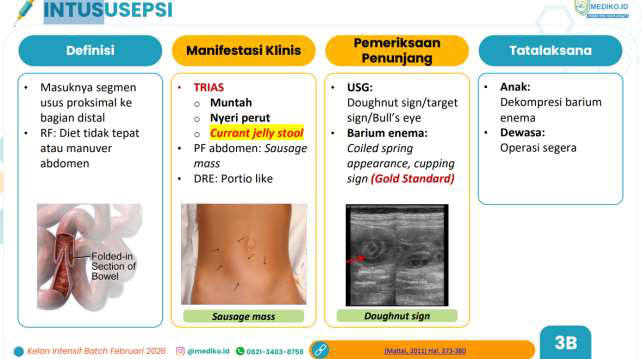 INTUSUSEPSI
MEDIKO.ID
Definisi
Manifestasi Klinis
Pemeriksaan
Penunjang
Tatalaksana
• Masuknya segmen
usus proksimal ke
bagian distal
• RF: Diet tidak tepat
atau manuver
abdomen
Folded-in
Section of
Bowel
• TRIAS
o Muntah
o Nyeri perut
o Currant jelly stool
• PF abdomen: Sausage
mass
• DRE: Portio like
Sausage mass
• USG:
Doughnut sign/target
sign/Bull's eye
• Barium enema:
Coiled spring
appearance, cupping
sign (Gold Standard)
Doughnut sign
• Anak:
Dekompresi barium
enema
• Dewasa:
Operasi segera
Kelon Intensif Batch Februari 2026
@mediko.id
0821-3403-8758
(Mattei, 2011) Hal. 373-380
3B